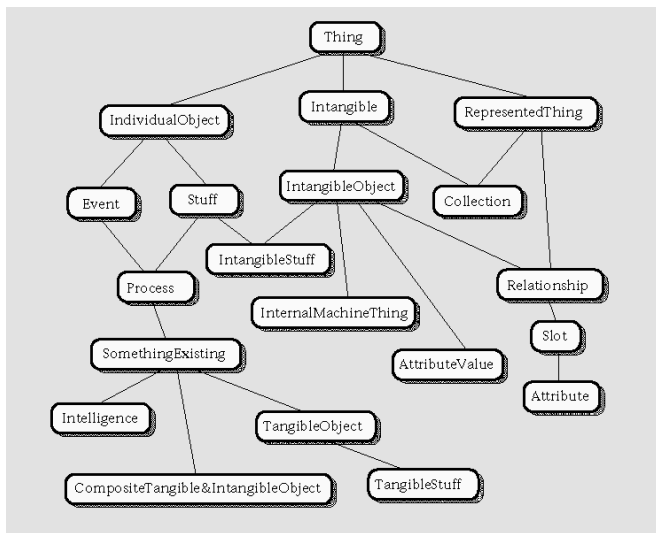 Thing
IndividualObject
Intangible
RepresentedThing
Event
Stuff
IntangibleObject
Collection
IntangibleStuff
Process
InternalMachineThing
Relationship
SomethingExisting
AttributeValue
Slot
Intelligence
TangibleObject
Attribute
CompositeTangible&IntangibleObject
TangibleStuff